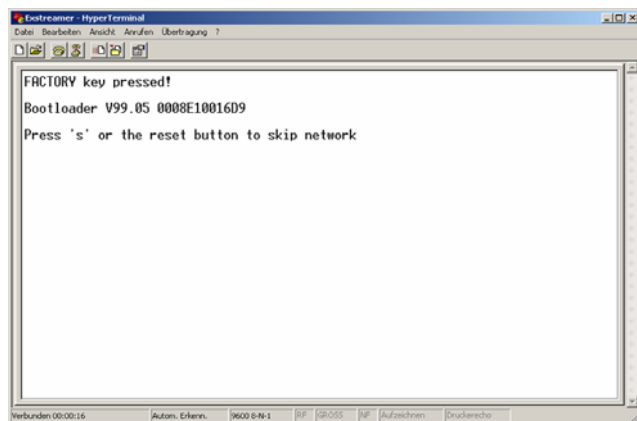 Exstreamer - HyperTerminal
Datei Bearbeiten Ansicht Anrufen Übertragung ?
FACTORY key pressed!
Bootloader V99.05 0008E10016D9
Press 's' or the reset button to skip network
Verbunden 00:00:16 Autom. Erkenn. 9600 8-N-1 RF GROSS NF Aufzeichnen Druckerecho